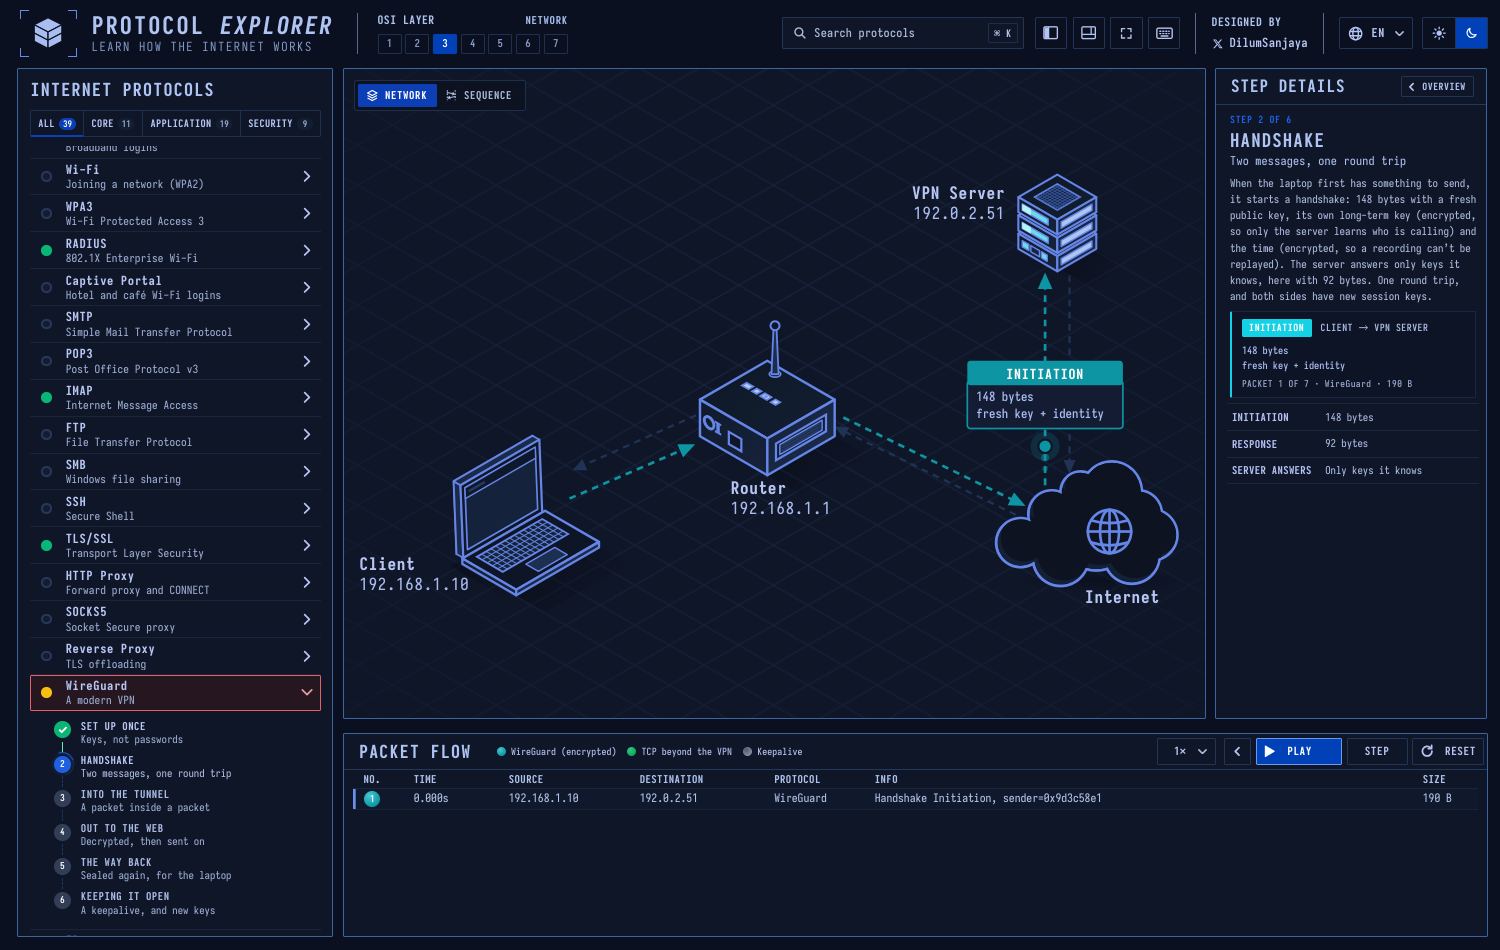 PROTOCOL EXPLORER
LEARN HOW THE INTERNET WORKS
OSI LAYER NETWORK
1 2 3 4 5 6 7
Search protocols ⌘ K
DESIGNED BY
DilumSanjaya
EN
INTERNET PROTOCOLS
ALL 39 CORE 11 APPLICATION 19 SECURITY 9
Broadband logins
Wi-Fi
Joining a network (WPA2)
WPA3
Wi-Fi Protected Access 3
RADIUS
802.1X Enterprise Wi-Fi
Captive Portal
Hotel and café Wi-Fi logins
SMTP
Simple Mail Transfer Protocol
POP3
Post Office Protocol v3
IMAP
Internet Message Access
FTP
File Transfer Protocol
SMB
Windows file sharing
SSH
Secure Shell
TLS/SSL
Transport Layer Security
HTTP Proxy
Forward proxy and CONNECT
SOCKS5
Socket Secure proxy
Reverse Proxy
TLS offloading
WireGuard
A modern VPN
SET UP ONCE
Keys, not passwords
2 HANDSHAKE
Two messages, one round trip
3 INTO THE TUNNEL
A packet inside a packet
4 OUT TO THE WEB
Decrypted, then sent on
5 THE WAY BACK
Sealed again, for the laptop
6 KEEPING IT OPEN
A keepalive, and new keys
NETWORK SEQUENCE
VPN Server
192.0.2.51
INITIATION
148 bytes
fresh key + identity
Router
192.168.1.1
Client
192.168.1.10
Internet
STEP DETAILS OVERVIEW
STEP 2 OF 6
HANDSHAKE
Two messages, one round trip
When the laptop first has something to send,
it starts a handshake: 148 bytes with a fresh
public key, its own long-term key (encrypted,
so only the server learns who is calling) and
the time (encrypted, so a recording can't be
replayed). The server answers only keys it
knows, here with 92 bytes. One round trip,
and both sides have new session keys.
INITIATION CLIENT → VPN SERVER
148 bytes
fresh key + identity
PACKET 1 OF 7 · WireGuard · 190 B
INITIATION 148 bytes
RESPONSE 92 bytes
SERVER ANSWERS Only keys it knows
PACKET FLOW WireGuard (encrypted) TCP beyond the VPN Keepalive 1× PLAY STEP RESET
NO. TIME SOURCE DESTINATION PROTOCOL INFO SIZE
1 0.000s 192.168.1.10 192.0.2.51 WireGuard Handshake Initiation, sender=0x9d3c58e1 190 B